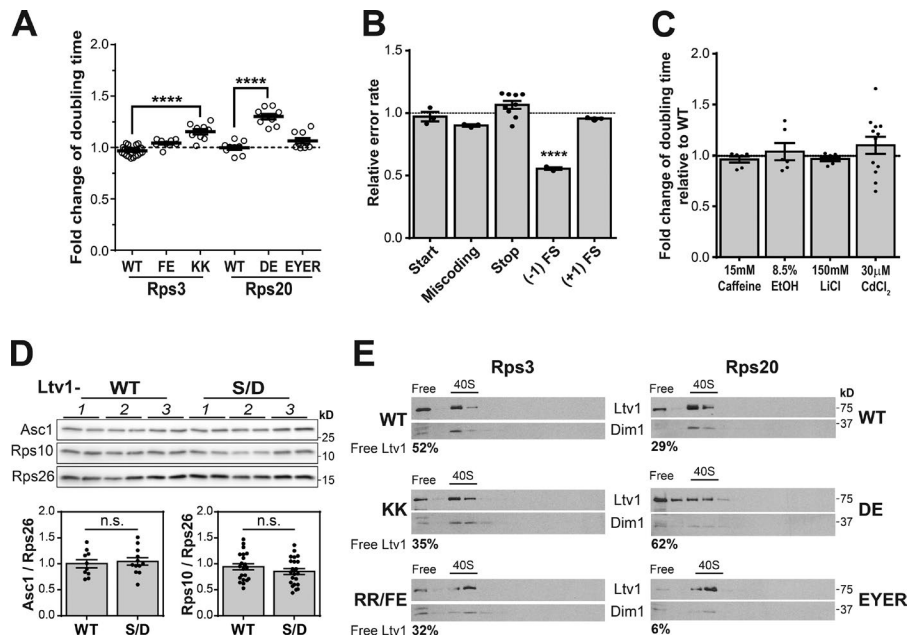 A
Fold change of doubling time
2.0
1.5
1.0
0.5
0.0
****
****
WT FE KK WT DE EYER
Rps3 Rps20
B
Relative error rate
1.5
1.0
0.5
0.0
****
Start
Miscoding
Stop
(-1) FS
(+1) FS
C
Fold change of doubling time
relative to WT
2.0
1.5
1.0
0.5
0.0
15mM 8.5% 150mM 30µM
Caffeine EtOH LiCl CdCl2
D
Ltv1- WT S/D
1 2 3 1 2 3 kD
Asc1 -25
Rps10 -10
Rps26 -15
Asc1 / Rps26
2.0
1.5
1.0
0.5
0.0
n.s.
WT S/D
Rps10 / Rps26
2.0
1.5
1.0
0.5
0.0
n.s.
WT S/D
E
Rps3 Rps20
Free 40S Free 40S kD
WT Ltv1 -75 WT
Dim1 -37
Free Ltv1 52% 29%
Free 40S Free 40S
KK Ltv1 -75 DE
Dim1 -37
Free Ltv1 35% 62%
Free 40S Free 40S
RR/FE Ltv1 -75 EYER
Dim1 -37
Free Ltv1 32% 6%